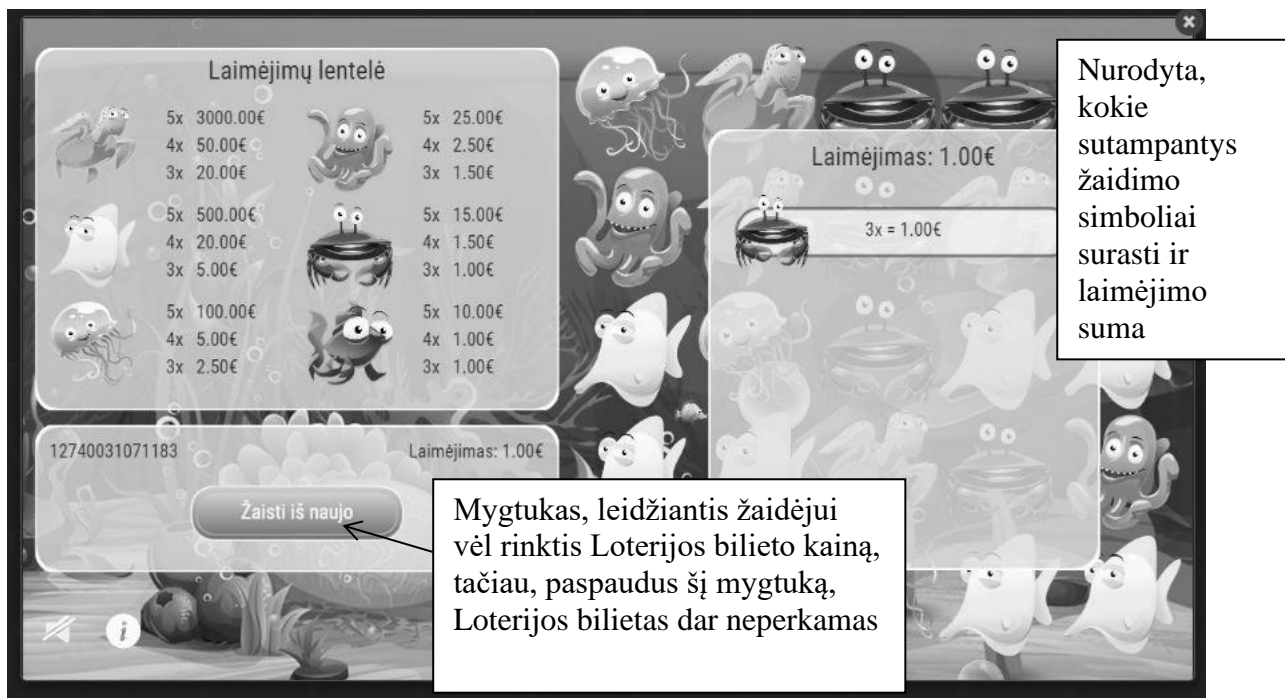 Laimėjimų lentelė
5x 3000.00€
4x 50.00€
3x 20.00€
5x 25.00€
4x 2.50€
3x 1.50€
5x 500.00€
4x 20.00€
3x 5.00€
5x 15.00€
4x 1.50€
3x 1.00€
5x 100.00€
4x 5.00€
3x 2.50€
5x 10.00€
4x 1.00€
3x 1.00€
12740031071183
Laimėjimas: 1.00€
Žaisti iš naujo
Laimėjimas: 1.00€
3x = 1.00€
Nurodyta,
kokie
sutampantys
žaidimo
simboliai
surasti ir
laimėjimo
suma
Mygtukas, leidžiantis žaidėjui
vėl rinktis Loterijos bilieto kainą,
tačiau, paspaudus šį mygtuką,
Loterijos bilietas dar neperkamas